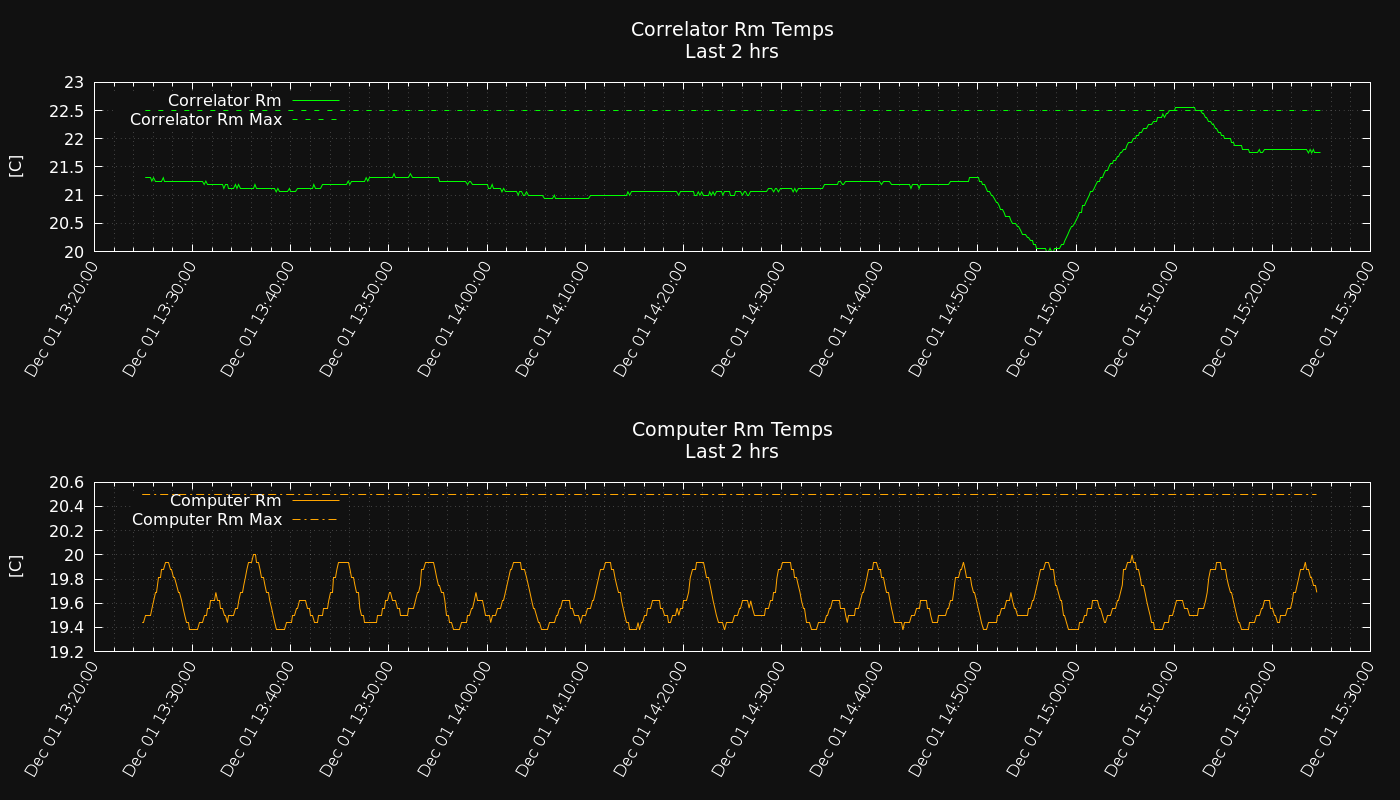 Correlator Rm Temps
Last 2 hrs
[C]
23
22.5
22
21.5
21
20.5
20
Correlator Rm
Correlator Rm Max
Dec 01 13:20:00
Dec 01 13:30:00
Dec 01 13:40:00
Dec 01 13:50:00
Dec 01 14:00:00
Dec 01 14:10:00
Dec 01 14:20:00
Dec 01 14:30:00
Dec 01 14:40:00
Dec 01 14:50:00
Dec 01 15:00:00
Dec 01 15:10:00
Dec 01 15:20:00
Dec 01 15:30:00
Computer Rm Temps
Last 2 hrs
[C]
20.6
20.4
20.2
20
19.8
19.6
19.4
19.2
Computer Rm
Computer Rm Max
Dec 01 13:20:00
Dec 01 13:30:00
Dec 01 13:40:00
Dec 01 13:50:00
Dec 01 14:00:00
Dec 01 14:10:00
Dec 01 14:20:00
Dec 01 14:30:00
Dec 01 14:40:00
Dec 01 14:50:00
Dec 01 15:00:00
Dec 01 15:10:00
Dec 01 15:20:00
Dec 01 15:30:00